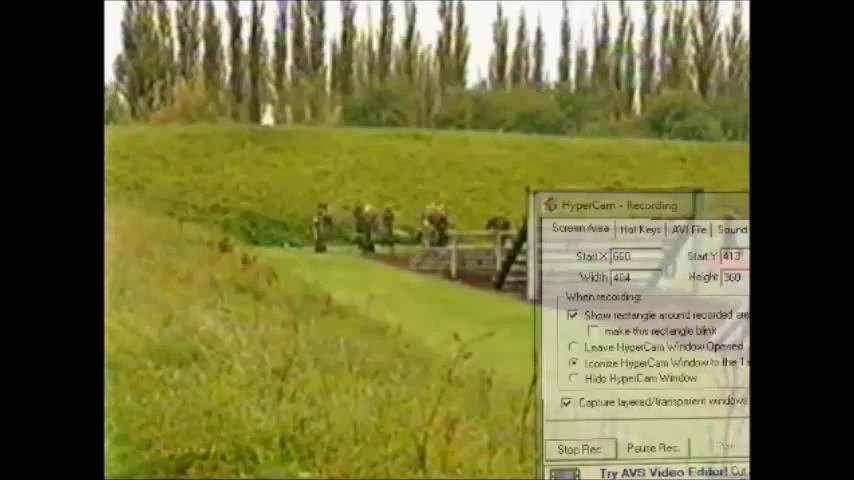 HyperCam - Recording
Screen Area Hot Keys AVI File Sound
Start X 660 Start Y 413
Width 484 Height 360
When recording:
Show rectangle around recorded are
make this rectangle blink
Leave HyperCam Window Opened
Iconize HyperCam Window to the Ta
Hide HyperCam Window
Capture layered/transparent windows
Stop Rec. Pause Rec.
Try AVS Video Editor! Cut